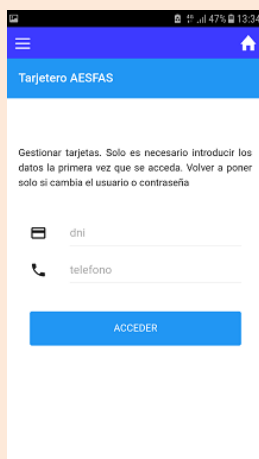 47% 13:34
Tarjetero AESFAS
Gestionar tarjetas. Solo es necesario introducir los
datos la primera vez que se acceda. Volver a poner
solo si cambia el usuario o contraseña
dni
telefono
ACCEDER